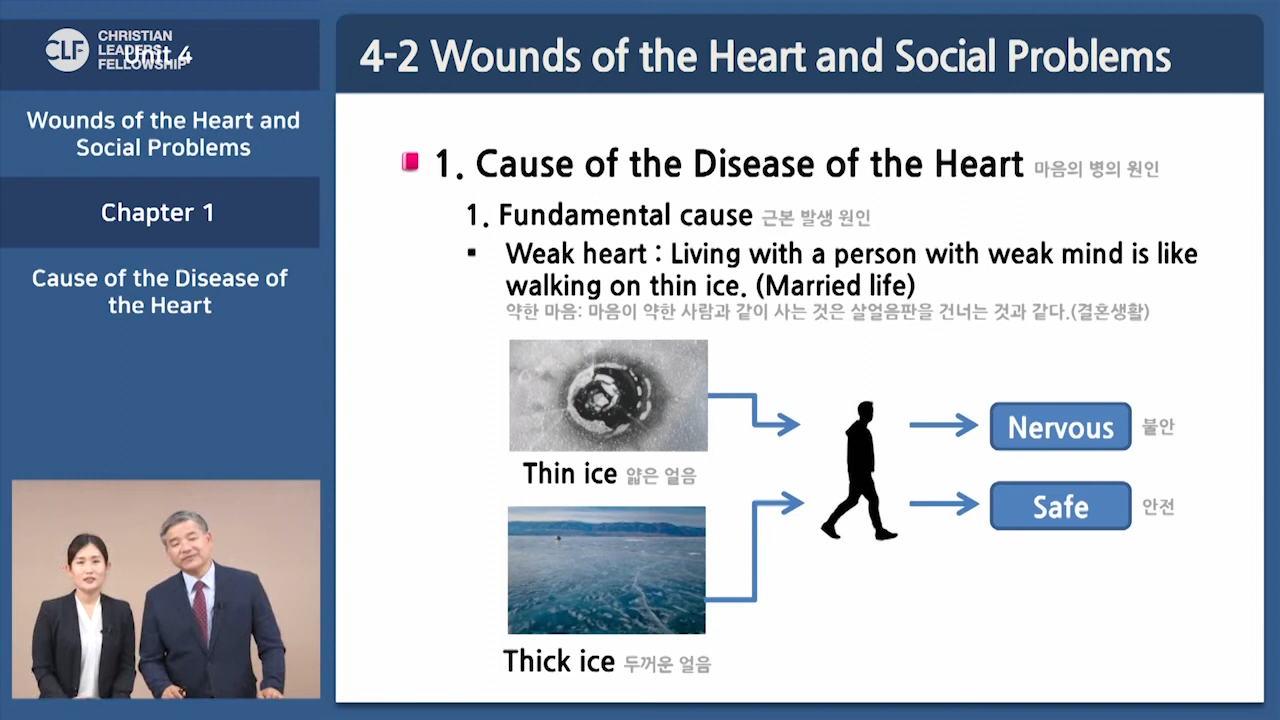 CLF
CHRISTIAN
LEADERS
FELLOWSHIP
Unit 4
Wounds of the Heart and
Social Problems
Chapter 1
Cause of the Disease of
the Heart
4-2 Wounds of the Heart and Social Problems
1. Cause of the Disease of the Heart 마음의 병의 원인
1. Fundamental cause 근본 발생 원인
▪ Weak heart : Living with a person with weak mind is like
walking on thin ice. (Married life)
약한 마음: 마음이 약한 사람과 같이 사는 것은 살얼음판을 건너는 것과 같다.(결혼생활)
Thin ice 얇은 얼음
Nervous 불안
Safe 안전
Thick ice 두꺼운 얼음